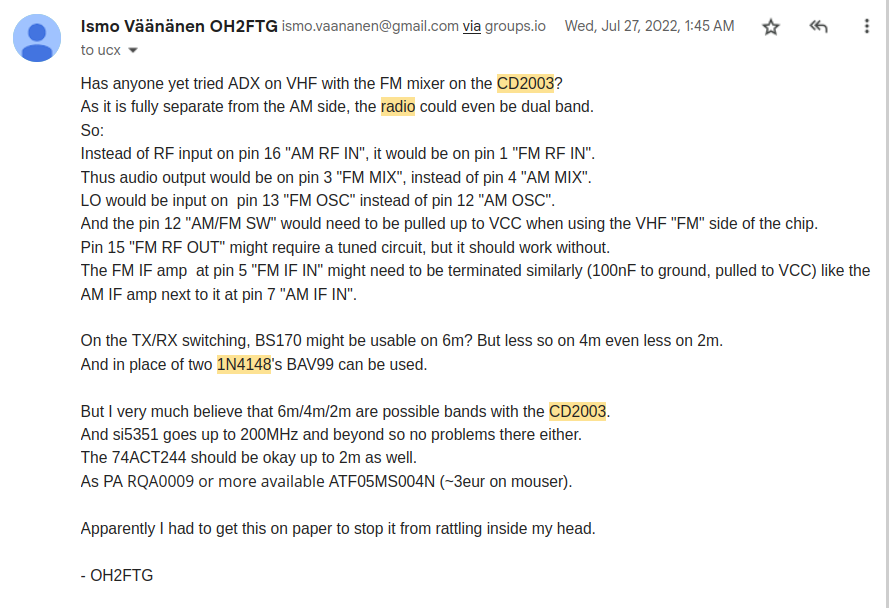 Ismo Väänänen OH2FTG ismo.vaananen@gmail.com via groups.io Wed, Jul 27, 2022, 1:45 AM
to ucx
Has anyone yet tried ADX on VHF with the FM mixer on the CD2003?
As it is fully separate from the AM side, the radio could even be dual band.
So:
Instead of RF input on pin 16 "AM RF IN", it would be on pin 1 "FM RF IN".
Thus audio output would be on pin 3 "FM MIX", instead of pin 4 "AM MIX".
LO would be input on  pin 13 "FM OSC" instead of pin 12 "AM OSC".
And the pin 12 "AM/FM SW" would need to be pulled up to VCC when using the VHF "FM" side of the chip.
Pin 15 "FM RF OUT" might require a tuned circuit, but it should work without.
The FM IF amp  at pin 5 "FM IF IN" might need to be terminated similarly (100nF to ground, pulled to VCC) like the
AM IF amp next to it at pin 7 "AM IF IN".
On the TX/RX switching, BS170 might be usable on 6m? But less so on 4m even less on 2m.
And in place of two 1N4148's BAV99 can be used.
But I very much believe that 6m/4m/2m are possible bands with the CD2003.
And si5351 goes up to 200MHz and beyond so no problems there either.
The 74ACT244 should be okay up to 2m as well.
As PA RQA0009 or more available ATF05MS004N (~3eur on mouser).
Apparently I had to get this on paper to stop it from rattling inside my head.
- OH2FTG